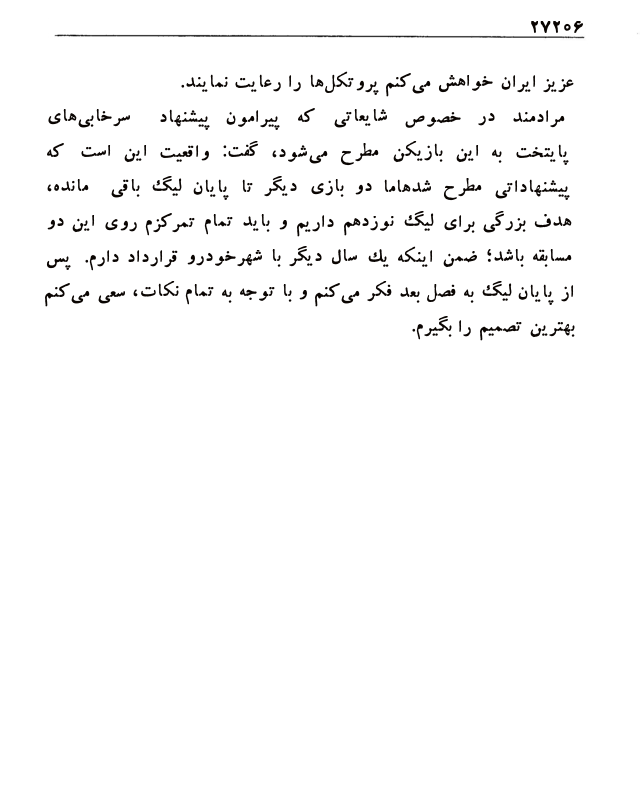 ۲۷۲۰۶
عزیز ایران خواهش می‌کنم پروتکل‌ها را رعایت نمایند.
مرادمند در خصوص شایعاتی که پیرامون پیشنهاد سرخابی‌های
پایتخت به این بازیکن مطرح می‌شود، گفت: واقعیت این است که
پیشنهاداتی مطرح شدهاما دو بازی دیگر تا پایان لیگ باقی مانده،
هدف بزرگی برای لیگ نوزدهم داریم و باید تمام تمرکزم روی این دو
مسابقه باشد؛ ضمن اینکه یك سال دیگر با شهرخودرو قرارداد دارم. پس
از پایان لیگ به فصل بعد فکر می‌کنم و با توجه به تمام نکات، سعی می‌کنم
بهترین تصمیم را بگیرم.